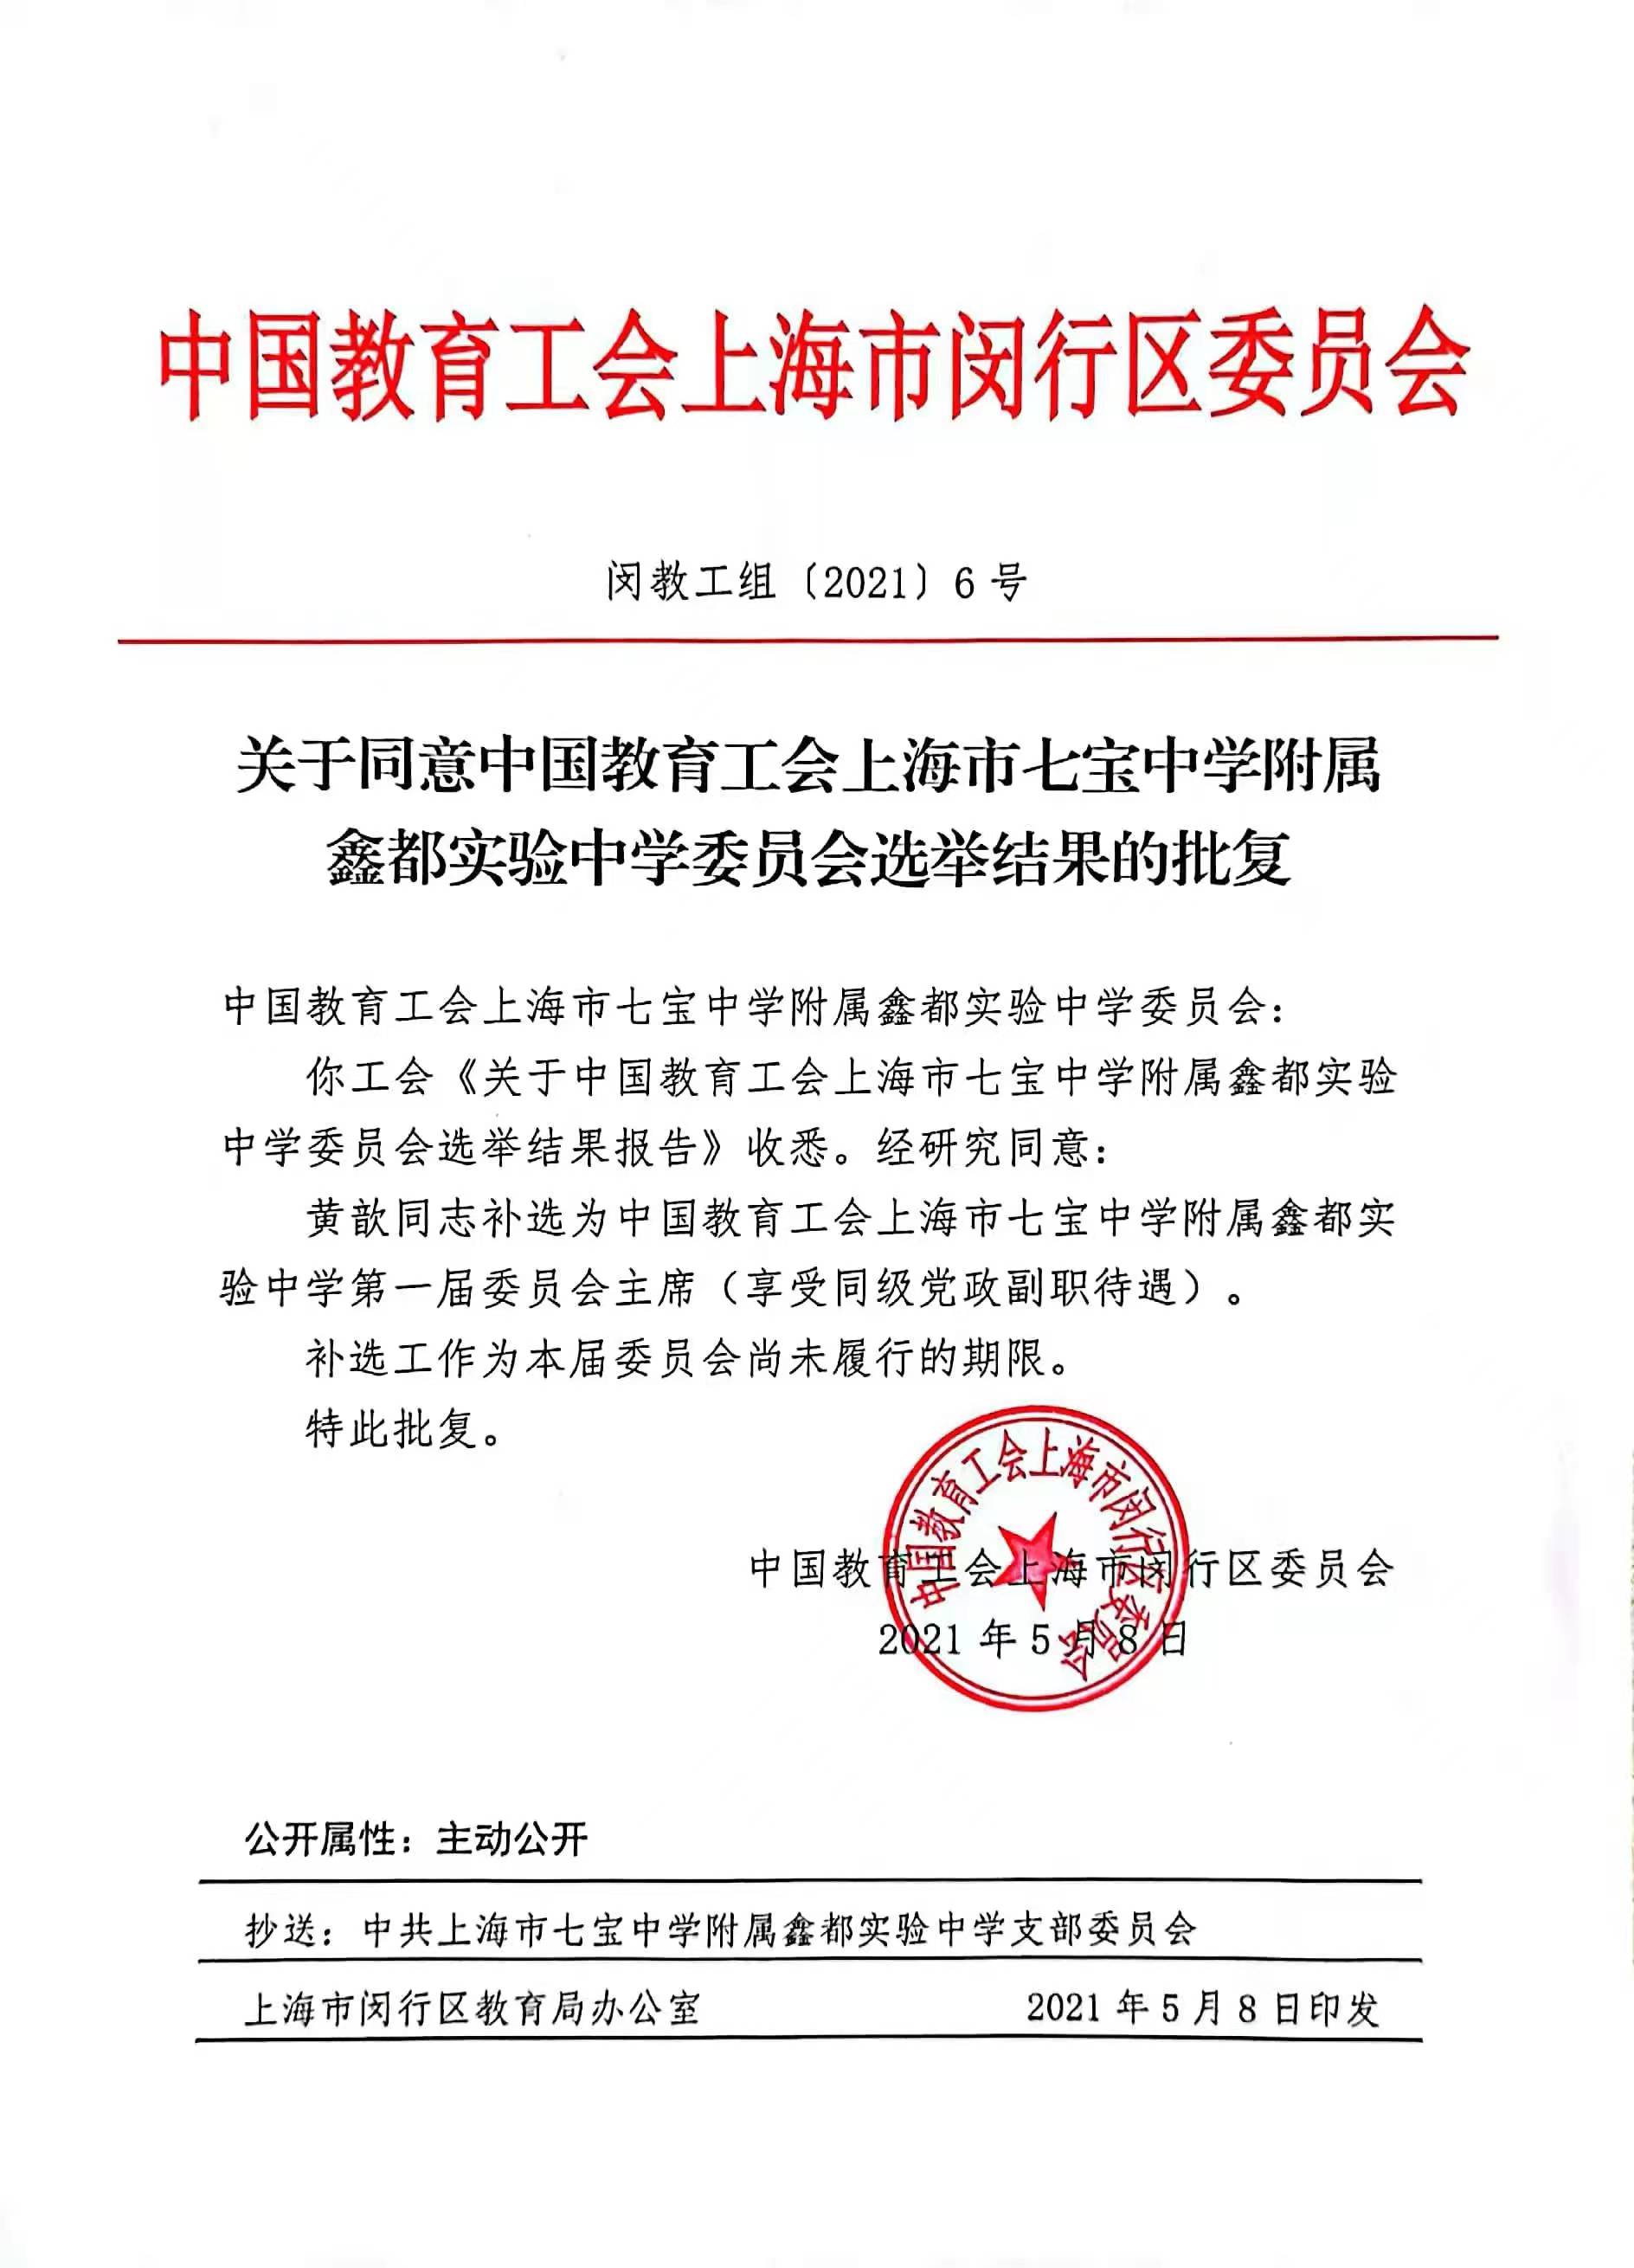 中国教育工会上海市闵行区委员会
闵教工组〔2021〕6 号
关于同意中国教育工会上海市七宝中学附属
鑫都实验中学委员会选举结果的批复
中国教育工会上海市七宝中学附属鑫都实验中学委员会：
你工会《关于中国教育工会上海市七宝中学附属鑫都实验
中学委员会选举结果报告》收悉。经研究同意：
黄歆同志补选为中国教育工会上海市七宝中学附属鑫都实
验中学第一届委员会主席（享受同级党政副职待遇）。
补选工作为本届委员会尚未履行的期限。
特此批复。
中国教育工会上海市闵行区委员会
中国教育工会上海市闵行区委员会
2021 年 5 月 8 日
公开属性：主动公开
抄送：中共上海市七宝中学附属鑫都实验中学支部委员会
上海市闵行区教育局办公室 2021 年 5 月 8 日印发